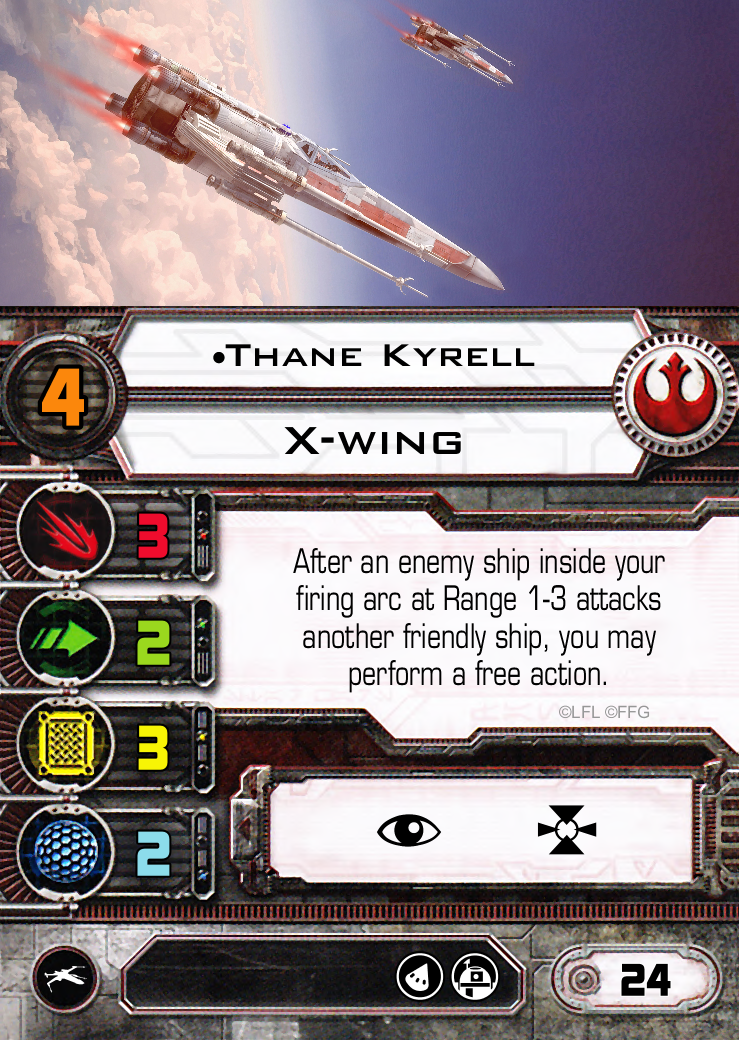 •Thane Kyrell
4
X-wing
3
After an enemy ship inside your
firing arc at Range 1-3 attacks
another friendly ship, you may
perform a free action.
©LFL ©FFG
2
3
2
24